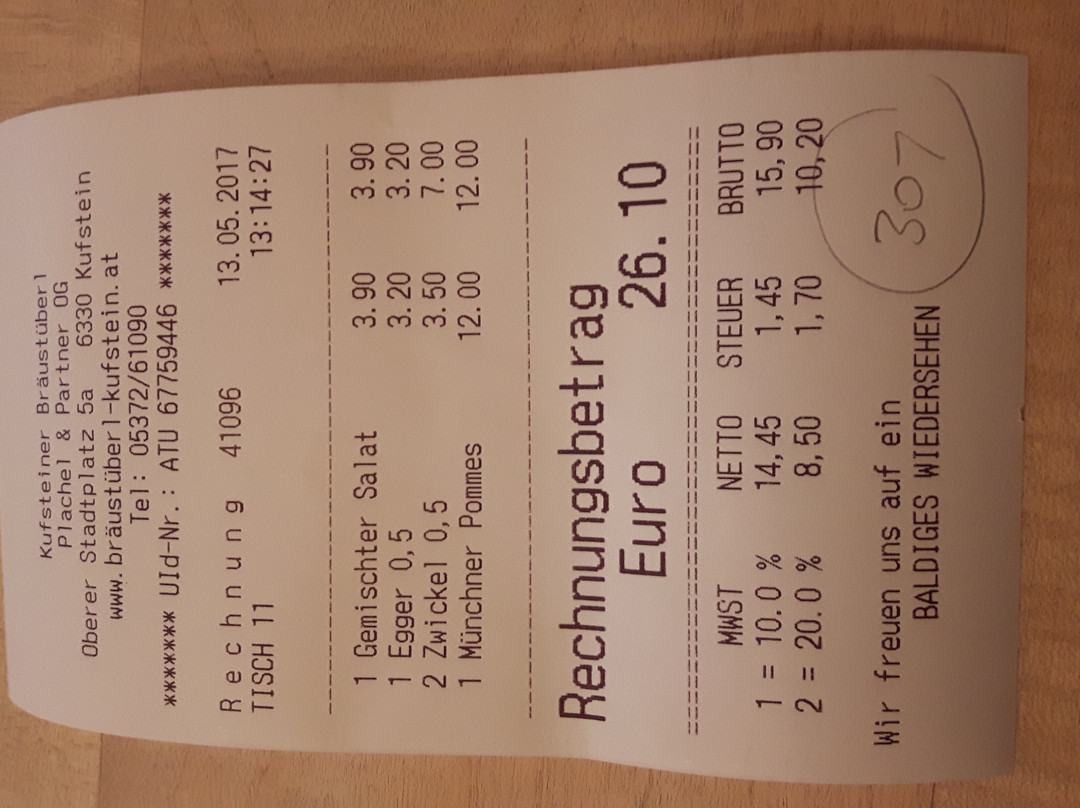 Kufsteiner Bräustüberl
Plachel & Partner OG
Oberer Stadtplatz 5a 6330 Kufstein
www.bräustüberl-kufstein.at
Tel: 05372/61090
******* UId-Nr.: ATU 67759446 *******
Rechnung 41096 13.05.2017
TISCH 11 13:14:27
1 Gemischter Salat 3.90 3.90
1 Egger 0,5 3.20 3.20
2 Zwickel 0,5 3.50 7.00
1 Münchner Pommes 12.00 12.00
Rechnungsbetrag
Euro 26.10
MWST NETTO STEUER BRUTTO
1 = 10.0 % 14,45 1,45 15,90
2 = 20.0 % 8,50 1,70 10,20
Wir freuen uns auf ein
BALDIGES WIEDERSEHEN
307